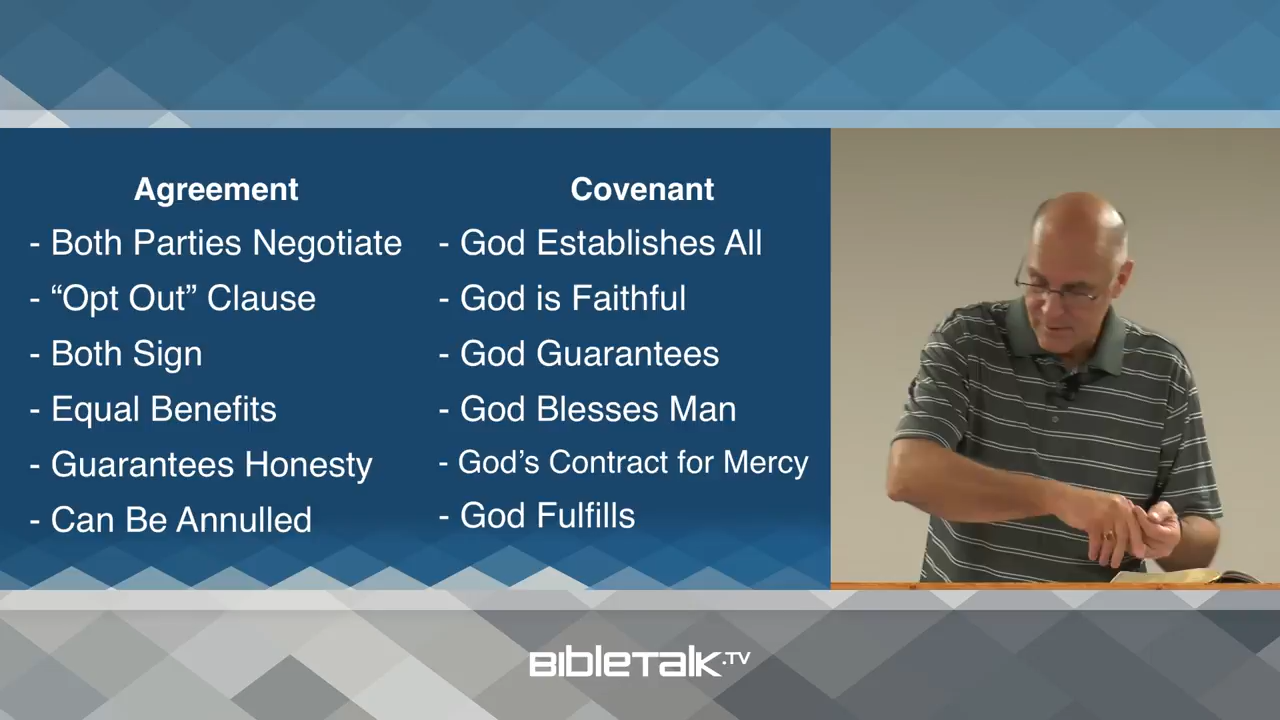 Agreement
- Both Parties Negotiate
- “Opt Out” Clause
- Both Sign
- Equal Benefits
- Guarantees Honesty
- Can Be Annulled
Covenant
- God Establishes All
- God is Faithful
- God Guarantees
- God Blesses Man
- God’s Contract for Mercy
- God Fulfills
BIBLETALK.TV